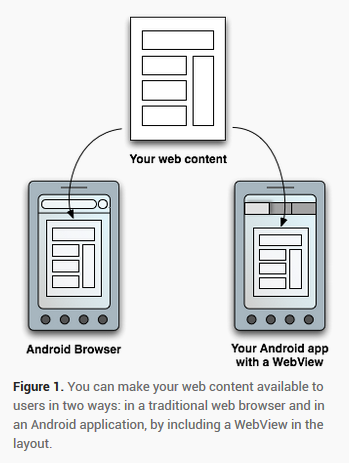 Your web content
Android Browser
Your Android app
with a WebView
Figure 1. You can make your web content available to
users in two ways: in a traditional web browser and in
an Android application, by including a WebView in the
layout.